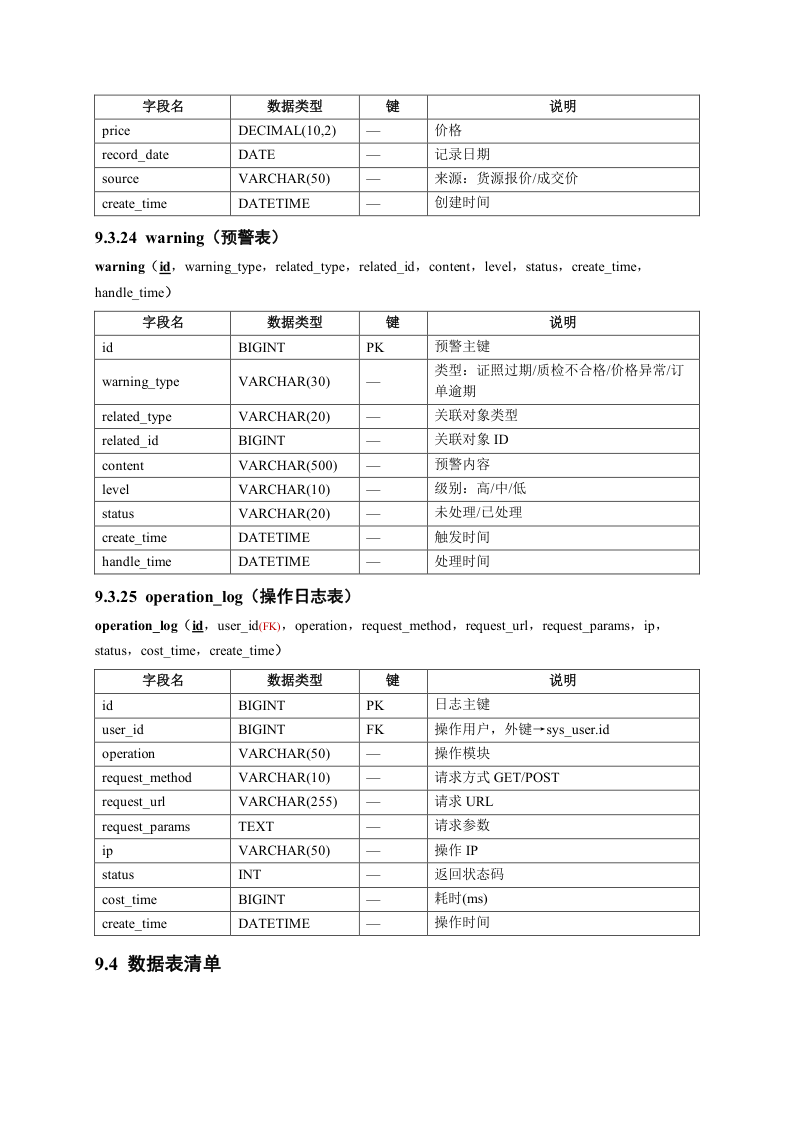 字段名 数据类型 键 说明
price DECIMAL(10,2) — 价格
record_date DATE — 记录日期
source VARCHAR(50) — 来源：货源报价/成交价
create_time DATETIME — 创建时间
9.3.24 warning（预警表）
warning（id，warning_type，related_type，related_id，content，level，status，create_time，
handle_time）
字段名 数据类型 键 说明
id BIGINT PK 预警主键
warning_type VARCHAR(30) — 类型：证照过期/质检不合格/价格异常/订
单逾期
related_type VARCHAR(20) — 关联对象类型
related_id BIGINT — 关联对象 ID
content VARCHAR(500) — 预警内容
level VARCHAR(10) — 级别：高/中/低
status VARCHAR(20) — 未处理/已处理
create_time DATETIME — 触发时间
handle_time DATETIME — 处理时间
9.3.25 operation_log（操作日志表）
operation_log（id，user_id(FK)，operation，request_method，request_url，request_params，ip，
status，cost_time，create_time）
字段名 数据类型 键 说明
id BIGINT PK 日志主键
user_id BIGINT FK 操作用户，外键→sys_user.id
operation VARCHAR(50) — 操作模块
request_method VARCHAR(10) — 请求方式 GET/POST
request_url VARCHAR(255) — 请求 URL
request_params TEXT — 请求参数
ip VARCHAR(50) — 操作 IP
status INT — 返回状态码
cost_time BIGINT — 耗时(ms)
create_time DATETIME — 操作时间
9.4 数据表清单